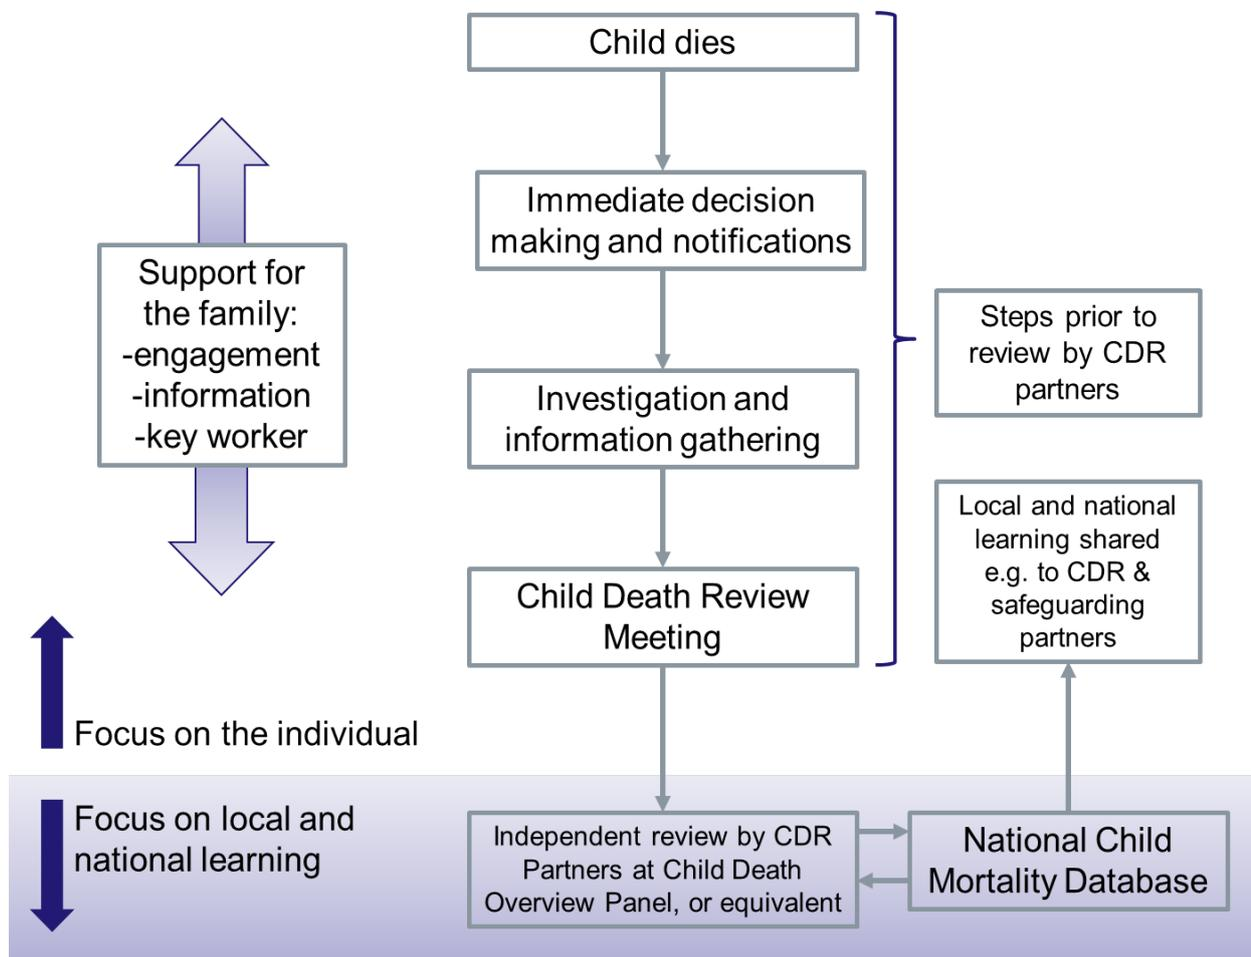 Child dies
Immediate decision
making and notifications
Support for
the family:
-engagement
-information
-key worker
Steps prior to
review by CDR
partners
Investigation and
information gathering
Local and national
learning shared
e.g. to CDR &
safeguarding
partners
Child Death Review
Meeting
Focus on the individual
Focus on local and
national learning
Independent review by CDR
Partners at Child Death
Overview Panel, or equivalent
National Child
Mortality Database